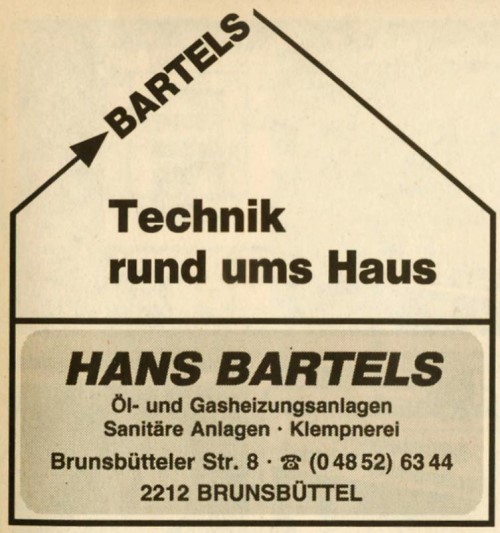 BARTELS
Technik
rund ums Haus
HANS BARTELS
Öl- und Gasheizungsanlagen
Sanitäre Anlagen · Klempnerei
Brunsbütteler Str. 8 · ☎ (0 48 52) 63 44
2212 BRUNSBÜTTEL